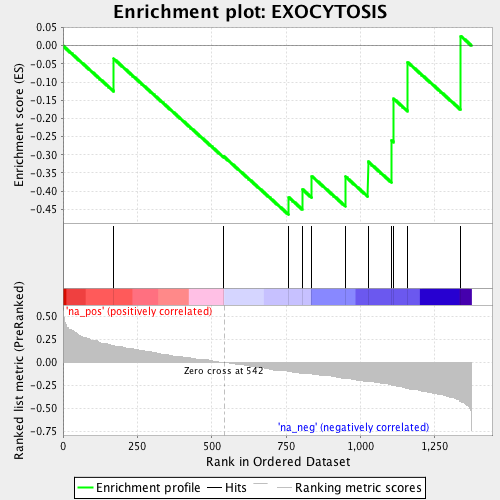 Enrichment plot: EXOCYTOSIS
Enrichment score (ES)
0.05
0.00
-0.05
-0.10
-0.15
-0.20
-0.25
-0.30
-0.35
-0.40
-0.45
'na_pos' (positively correlated)
Ranked list metric (PreRanked)
0.50
0.25
0.00
-0.25
-0.50
-0.75
Zero cross at 542
'na_neg' (negatively correlated)
0 250 500 750 1,000 1,250
Rank in Ordered Dataset
Enrichment profile Hits Ranking metric scores